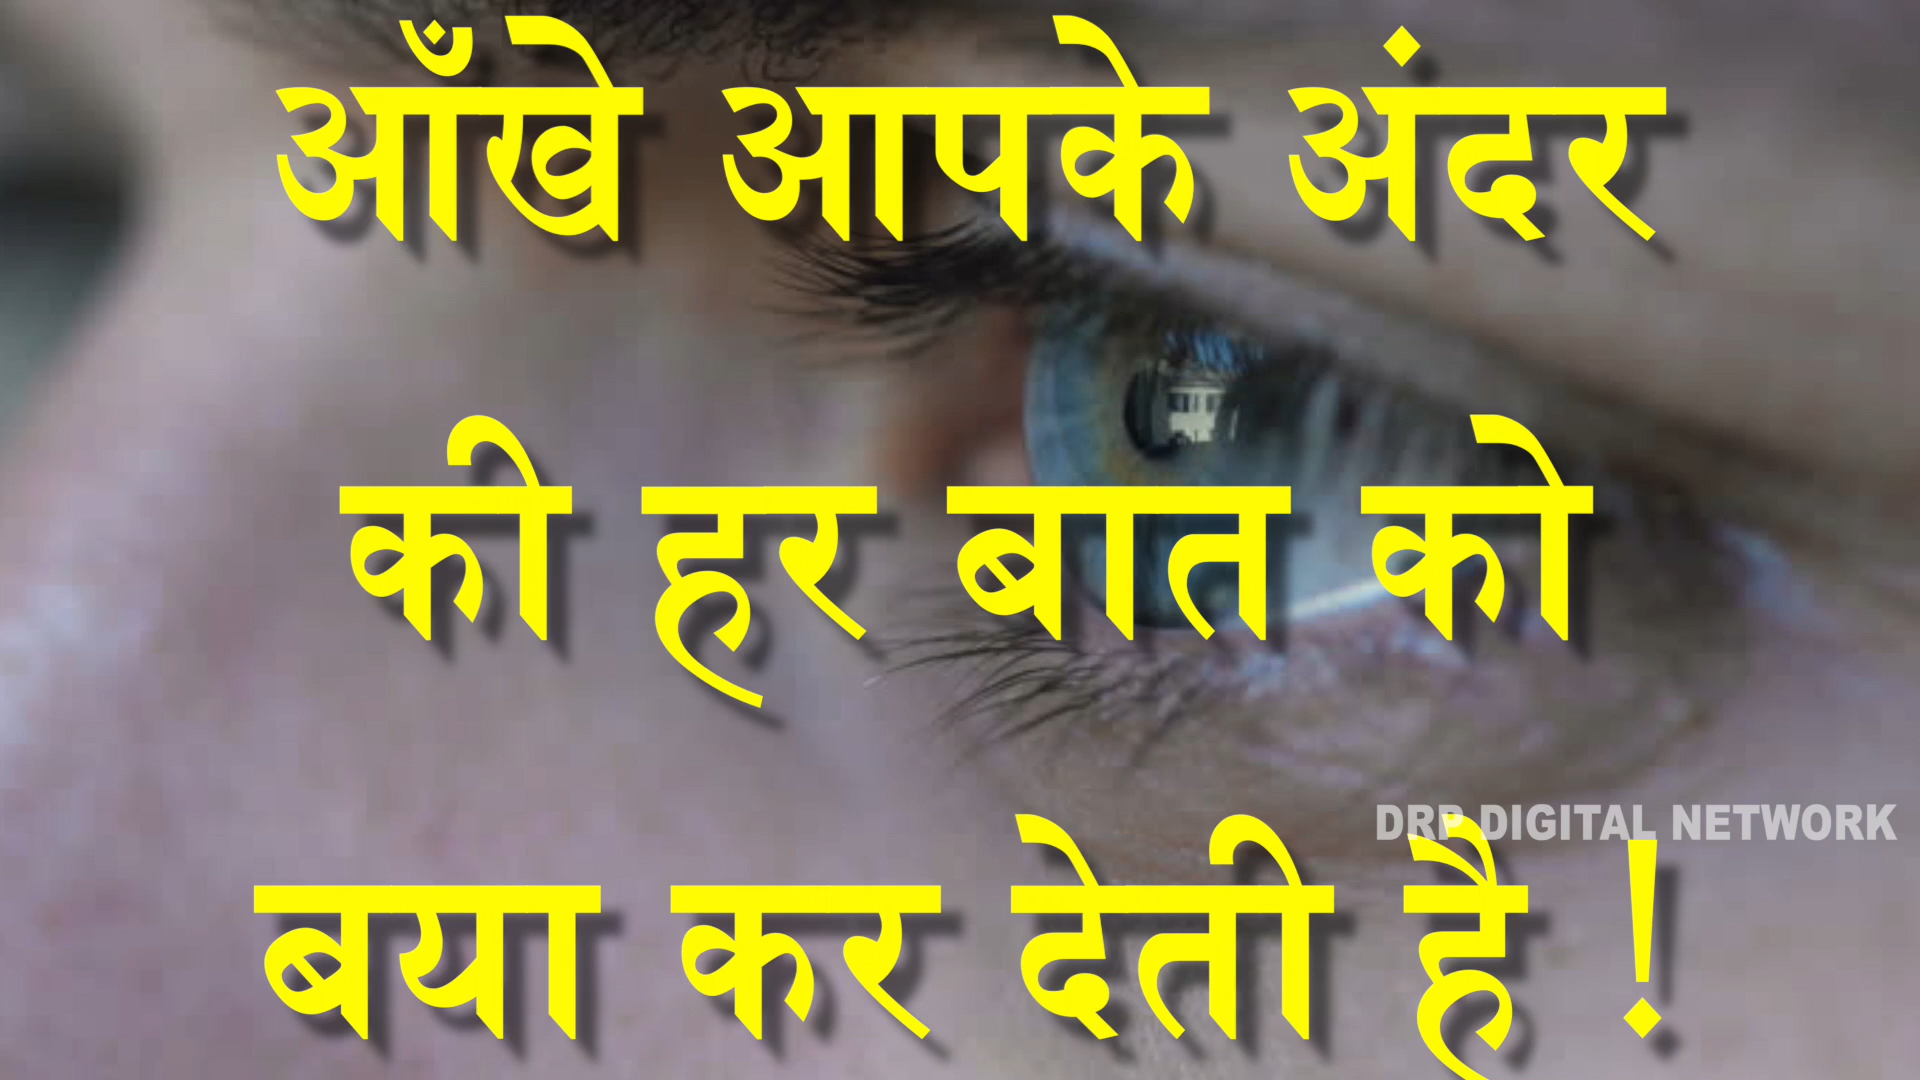 आँखे आपके अंदर
की हर बात को
DRP DIGITAL NETWORK
बया कर देती है !